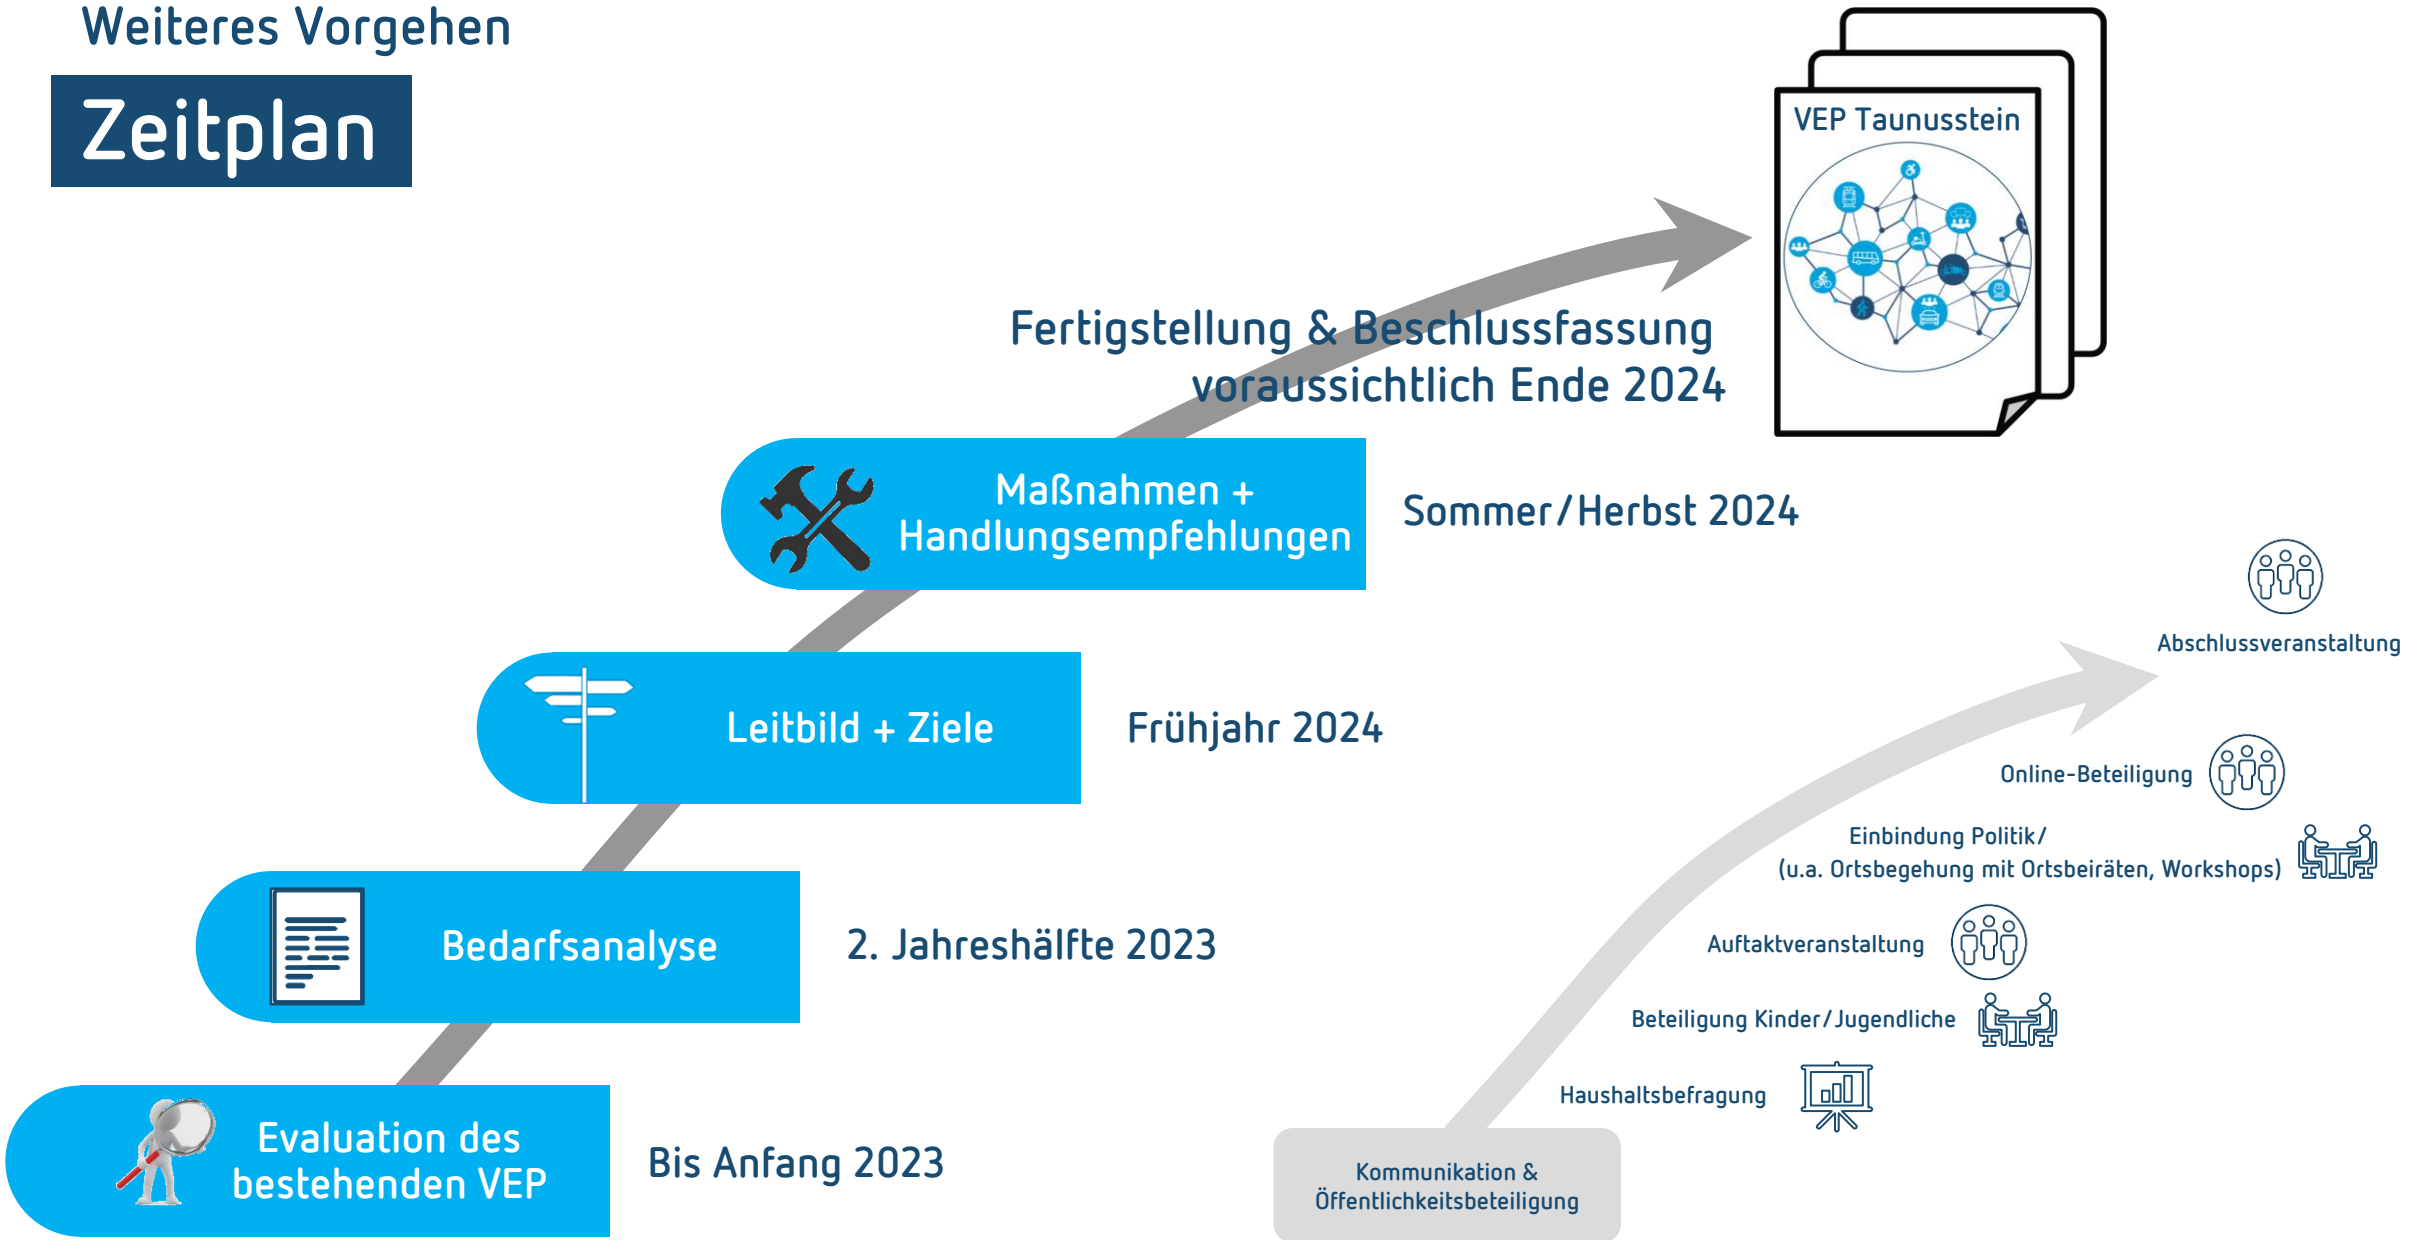 Weiteres Vorgehen
Zeitplan
VEP Taunusstein
Fertigstellung & Beschlussfassung
voraussichtlich Ende 2024
Maßnahmen +
Handlungsempfehlungen
Sommer/Herbst 2024
Leitbild + Ziele
Frühjahr 2024
Bedarfsanalyse
2. Jahreshälfte 2023
Evaluation des
bestehenden VEP
Bis Anfang 2023
Abschlussveranstaltung
Online-Beteiligung
Einbindung Politik/
(u.a. Ortsbegehung mit Ortsbeiräten, Workshops)
Auftaktveranstaltung
Beteiligung Kinder/Jugendliche
Haushaltsbefragung
Kommunikation &
Öffentlichkeitsbeteiligung